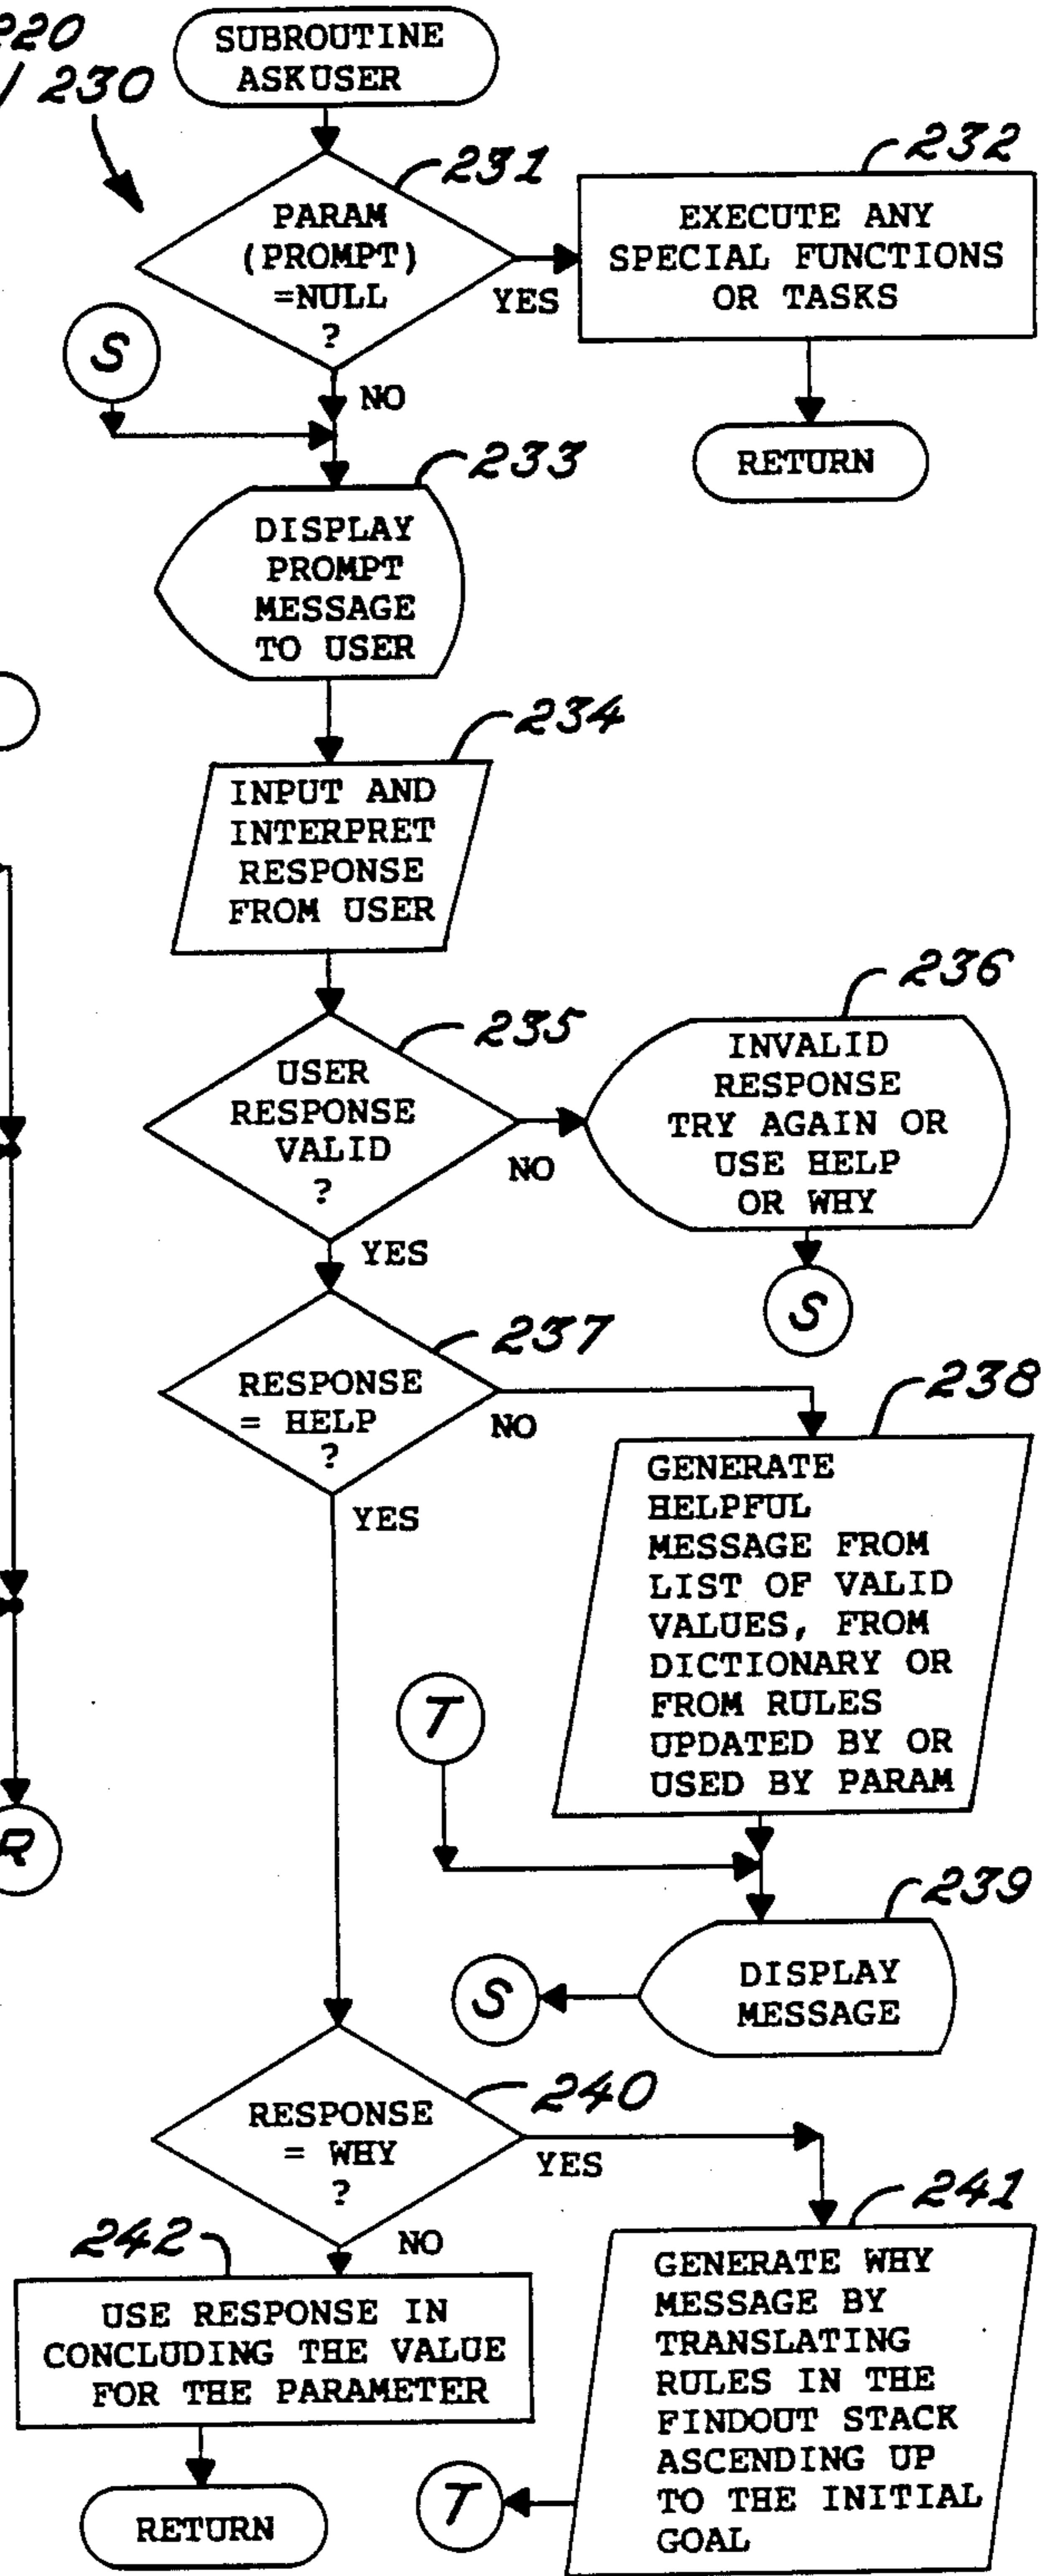 220
230
SUBROUTINE
ASKUSER
231
PARAM
(PROMPT)
=NULL
?
YES
232
EXECUTE ANY
SPECIAL FUNCTIONS
OR TASKS
RETURN
S
NO
233
DISPLAY
PROMPT
MESSAGE
TO USER
234
INPUT AND
INTERPRET
RESPONSE
FROM USER
235
USER
RESPONSE
VALID
?
NO
236
INVALID
RESPONSE
TRY AGAIN OR
USE HELP
OR WHY
S
YES
237
RESPONSE
= HELP
?
NO
YES
238
GENERATE
HELPFUL
MESSAGE FROM
LIST OF VALID
VALUES, FROM
DICTIONARY OR
FROM RULES
UPDATED BY OR
USED BY PARAM
T
R
239
DISPLAY
MESSAGE
S
240
RESPONSE
= WHY
?
YES
NO
241
GENERATE WHY
MESSAGE BY
TRANSLATING
RULES IN THE
FINDOUT STACK
ASCENDING UP
TO THE INITIAL
GOAL
T
242
USE RESPONSE IN
CONCLUDING THE VALUE
FOR THE PARAMETER
RETURN